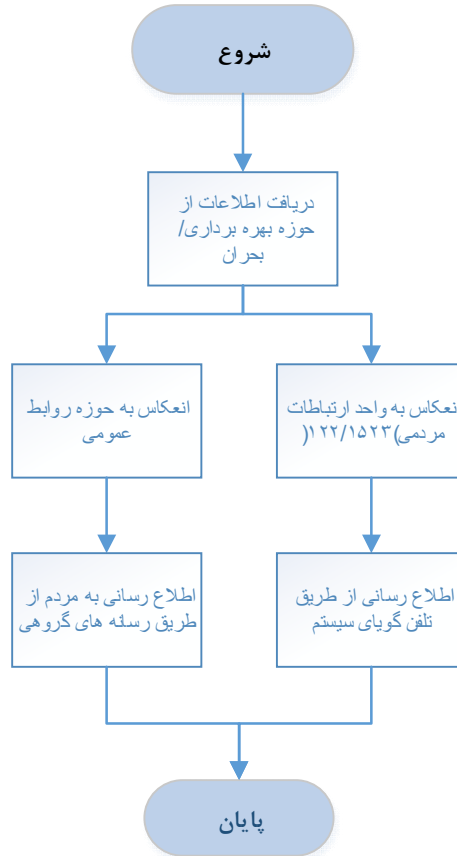 شروع
دریافت اطلاعات از
حوزه بهره برداری/
بحران
نعکاس به واحد ارتباطات
مردمی)۱۲۲/۱۵۲۳(
انعکاس به حوزه روابط
عمومی
اطلاع رسانی از طریق
تلفن گویای سیستم
اطلاع رسانی به مردم از
طریق رسانه های گروهی
پایان